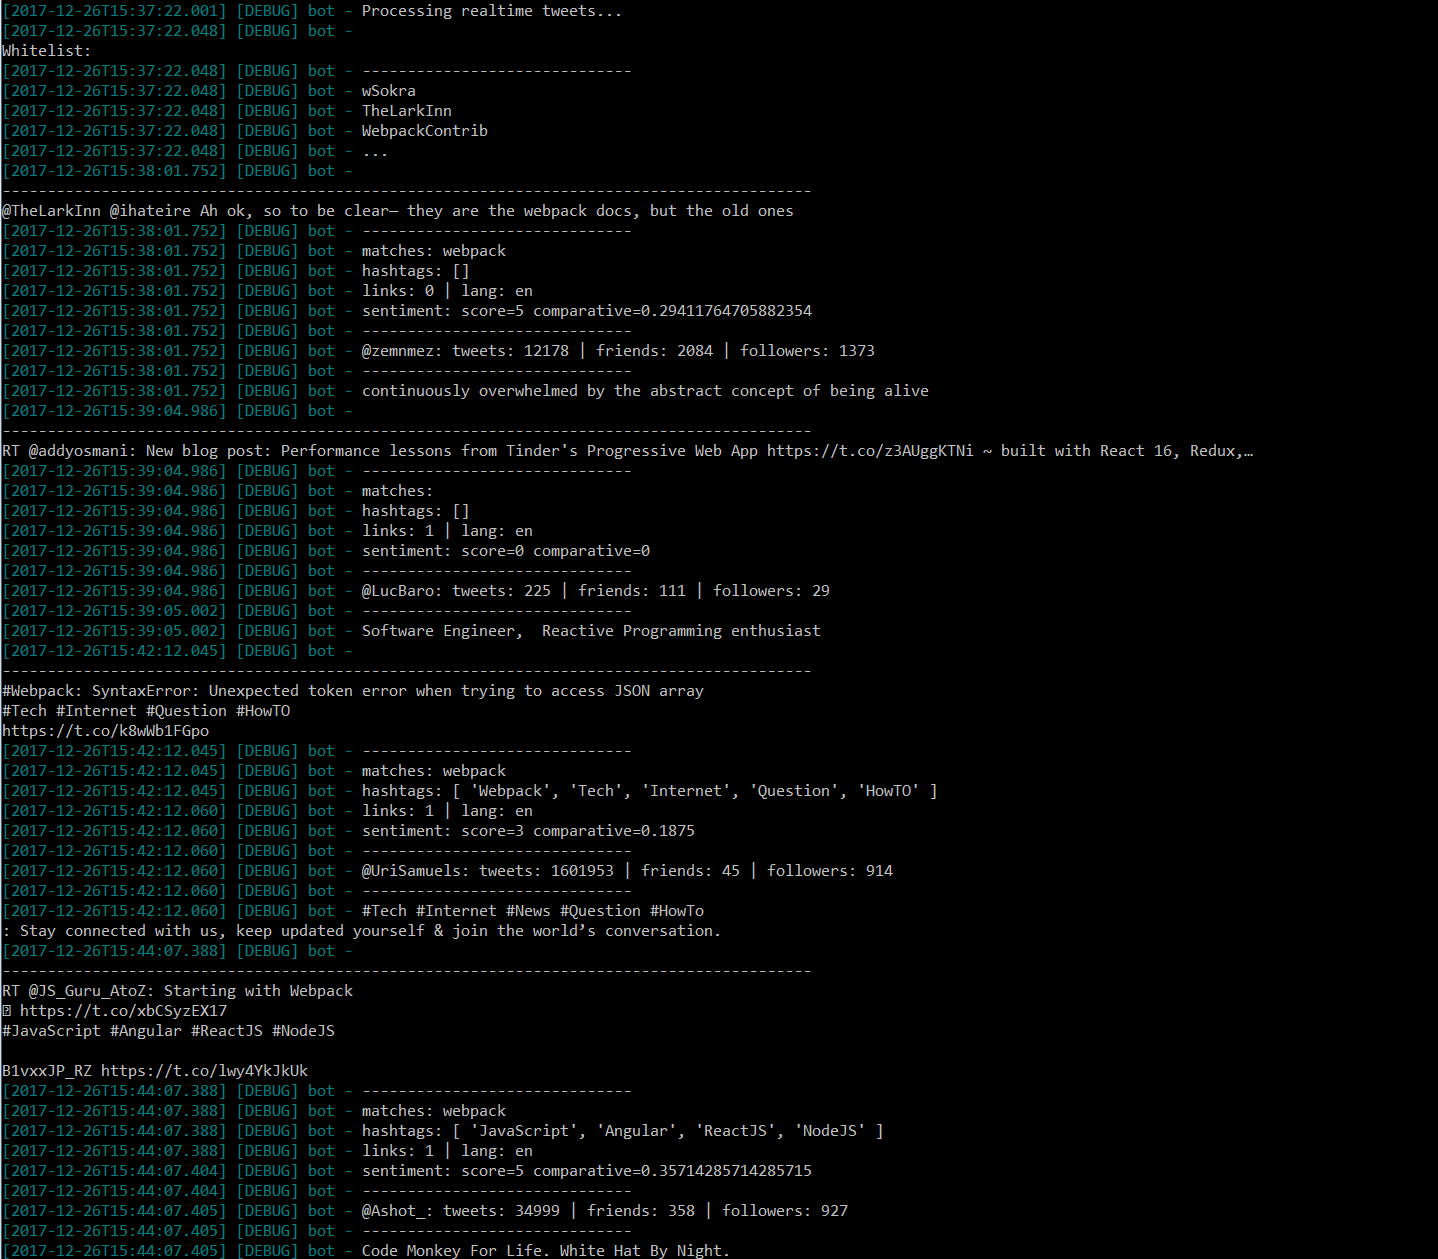 [2017-12-26T15:37:22.001] [DEBUG] bot - Processing realtime tweets...
[2017-12-26T15:37:22.048] [DEBUG] bot -
Whitelist:
[2017-12-26T15:37:22.048] [DEBUG] bot - ------------------------------
[2017-12-26T15:37:22.048] [DEBUG] bot - wSokra
[2017-12-26T15:37:22.048] [DEBUG] bot - TheLarkInn
[2017-12-26T15:37:22.048] [DEBUG] bot - WebpackContrib
[2017-12-26T15:37:22.048] [DEBUG] bot - ...
[2017-12-26T15:38:01.752] [DEBUG] bot -
------------------------------------------------------------------------------------------
@TheLarkInn @ihateire Ah ok, so to be clear— they are the webpack docs, but the old ones
[2017-12-26T15:38:01.752] [DEBUG] bot - ------------------------------
[2017-12-26T15:38:01.752] [DEBUG] bot - matches: webpack
[2017-12-26T15:38:01.752] [DEBUG] bot - hashtags: []
[2017-12-26T15:38:01.752] [DEBUG] bot - links: 0 | lang: en
[2017-12-26T15:38:01.752] [DEBUG] bot - sentiment: score=5 comparative=0.29411764705882354
[2017-12-26T15:38:01.752] [DEBUG] bot - ------------------------------
[2017-12-26T15:38:01.752] [DEBUG] bot - @zemnmez: tweets: 12178 | friends: 2084 | followers: 1373
[2017-12-26T15:38:01.752] [DEBUG] bot - ------------------------------
[2017-12-26T15:38:01.752] [DEBUG] bot - continuously overwhelmed by the abstract concept of being alive
[2017-12-26T15:39:04.986] [DEBUG] bot -
------------------------------------------------------------------------------------------
RT @addyosmani: New blog post: Performance lessons from Tinder's Progressive Web App https://t.co/z3AUggKTNi ~ built with React 16, Redux,…
[2017-12-26T15:39:04.986] [DEBUG] bot - ------------------------------
[2017-12-26T15:39:04.986] [DEBUG] bot - matches:
[2017-12-26T15:39:04.986] [DEBUG] bot - hashtags: []
[2017-12-26T15:39:04.986] [DEBUG] bot - links: 1 | lang: en
[2017-12-26T15:39:04.986] [DEBUG] bot - sentiment: score=0 comparative=0
[2017-12-26T15:39:04.986] [DEBUG] bot - ------------------------------
[2017-12-26T15:39:04.986] [DEBUG] bot - @LucBaro: tweets: 225 | friends: 111 | followers: 29
[2017-12-26T15:39:05.002] [DEBUG] bot - ------------------------------
[2017-12-26T15:39:05.002] [DEBUG] bot - Software Engineer,  Reactive Programming enthusiast
[2017-12-26T15:42:12.045] [DEBUG] bot -
------------------------------------------------------------------------------------------
#Webpack: SyntaxError: Unexpected token error when trying to access JSON array
#Tech #Internet #Question #HowTO
https://t.co/k8wWb1FGpo
[2017-12-26T15:42:12.045] [DEBUG] bot - ------------------------------
[2017-12-26T15:42:12.045] [DEBUG] bot - matches: webpack
[2017-12-26T15:42:12.045] [DEBUG] bot - hashtags: [ 'Webpack', 'Tech', 'Internet', 'Question', 'HowTO' ]
[2017-12-26T15:42:12.060] [DEBUG] bot - links: 1 | lang: en
[2017-12-26T15:42:12.060] [DEBUG] bot - sentiment: score=3 comparative=0.1875
[2017-12-26T15:42:12.060] [DEBUG] bot - ------------------------------
[2017-12-26T15:42:12.060] [DEBUG] bot - @UriSamuels: tweets: 1601953 | friends: 45 | followers: 914
[2017-12-26T15:42:12.060] [DEBUG] bot - ------------------------------
[2017-12-26T15:42:12.060] [DEBUG] bot - #Tech #Internet #News #Question #HowTo
: Stay connected with us, keep updated yourself & join the world’s conversation.
[2017-12-26T15:44:07.388] [DEBUG] bot -
------------------------------------------------------------------------------------------
RT @JS_Guru_AtoZ: Starting with Webpack
⍰ https://t.co/xbCSyzEX17
#JavaScript #Angular #ReactJS #NodeJS

B1vxxJP_RZ https://t.co/lwy4YkJkUk
[2017-12-26T15:44:07.388] [DEBUG] bot - ------------------------------
[2017-12-26T15:44:07.388] [DEBUG] bot - matches: webpack
[2017-12-26T15:44:07.388] [DEBUG] bot - hashtags: [ 'JavaScript', 'Angular', 'ReactJS', 'NodeJS' ]
[2017-12-26T15:44:07.388] [DEBUG] bot - links: 1 | lang: en
[2017-12-26T15:44:07.404] [DEBUG] bot - sentiment: score=5 comparative=0.35714285714285715
[2017-12-26T15:44:07.404] [DEBUG] bot - ------------------------------
[2017-12-26T15:44:07.405] [DEBUG] bot - @Ashot_: tweets: 34999 | friends: 358 | followers: 927
[2017-12-26T15:44:07.405] [DEBUG] bot - ------------------------------
[2017-12-26T15:44:07.405] [DEBUG] bot - Code Monkey For Life. White Hat By Night.